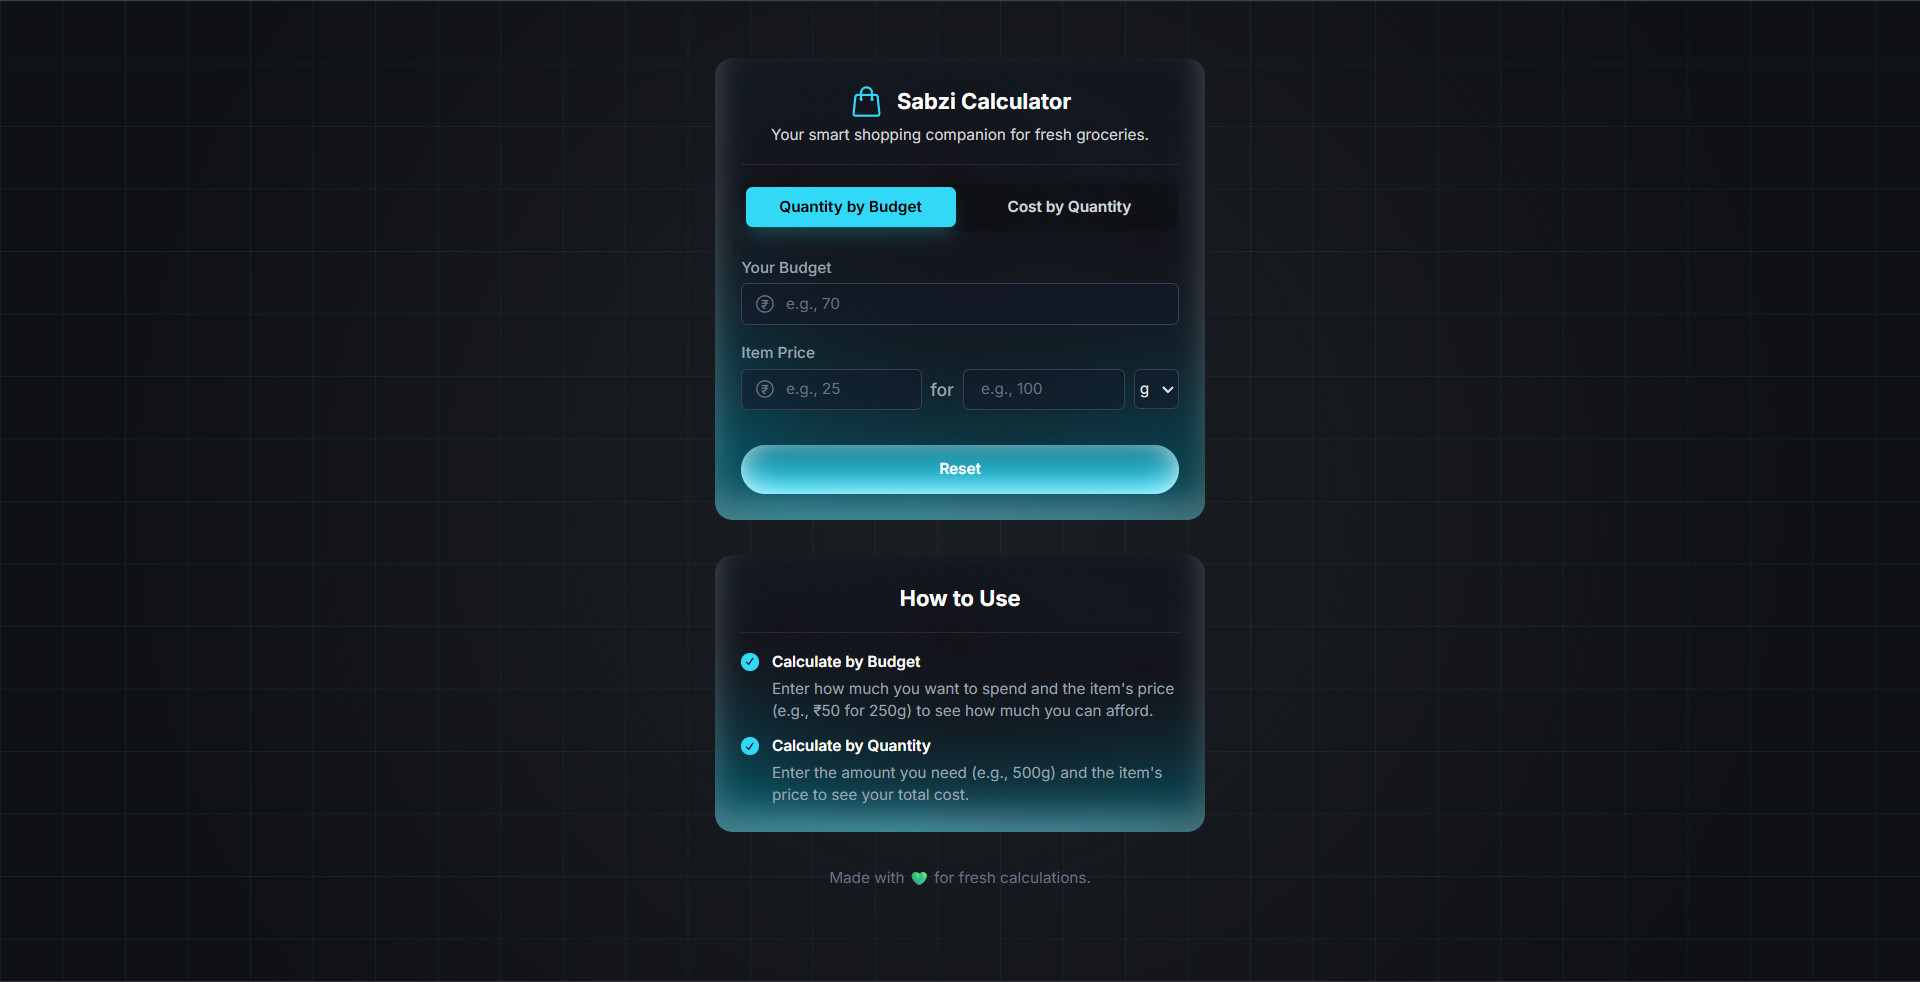 Sabzi Calculator
Your smart shopping companion for fresh groceries.
Quantity by Budget
Cost by Quantity
Your Budget
₹ e.g., 70
Item Price
₹ e.g., 25 for e.g., 100 g
Reset
How to Use
Calculate by Budget
Enter how much you want to spend and the item's price
(e.g., ₹50 for 250g) to see how much you can afford.
Calculate by Quantity
Enter the amount you need (e.g., 500g) and the item's
price to see your total cost.
Made with 💚 for fresh calculations.